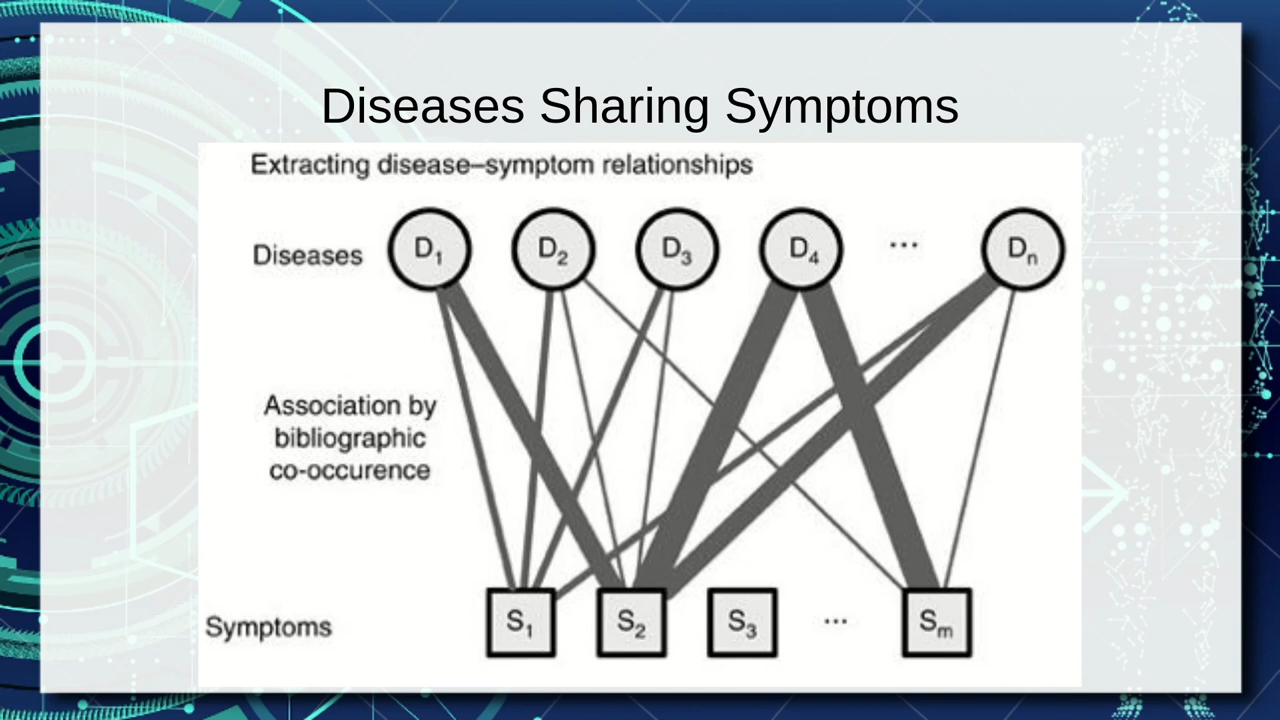 Diseases Sharing Symptoms
Extracting disease–symptom relationships
Diseases D₁ D₂ D₃ D₄ ... Dₙ
Association by
bibliographic
co-occurence
Symptoms S₁ S₂ S₃ ... Sₘ